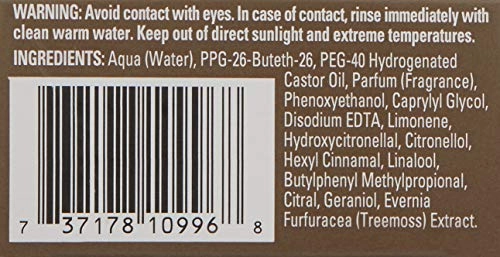 WARNING: Avoid contact with eyes. In case of contact, rinse immediately with
clean warm water. Keep out of direct sunlight and extreme temperatures.
INGREDIENTS: Aqua (Water), PPG-26-Buteth-26, PEG-40 Hydrogenated
Castor Oil, Parfum (Fragrance),
Phenoxyethanol, Caprylyl Glycol,
Disodium EDTA, Limonene,
Hydroxycitronellal, Citronellol,
Hexyl Cinnamal, Linalool,
Butylphenyl Methylpropional,
Citral, Geraniol, Evernia
Furfuracea (Treemoss) Extract.
7 37178 10996 8